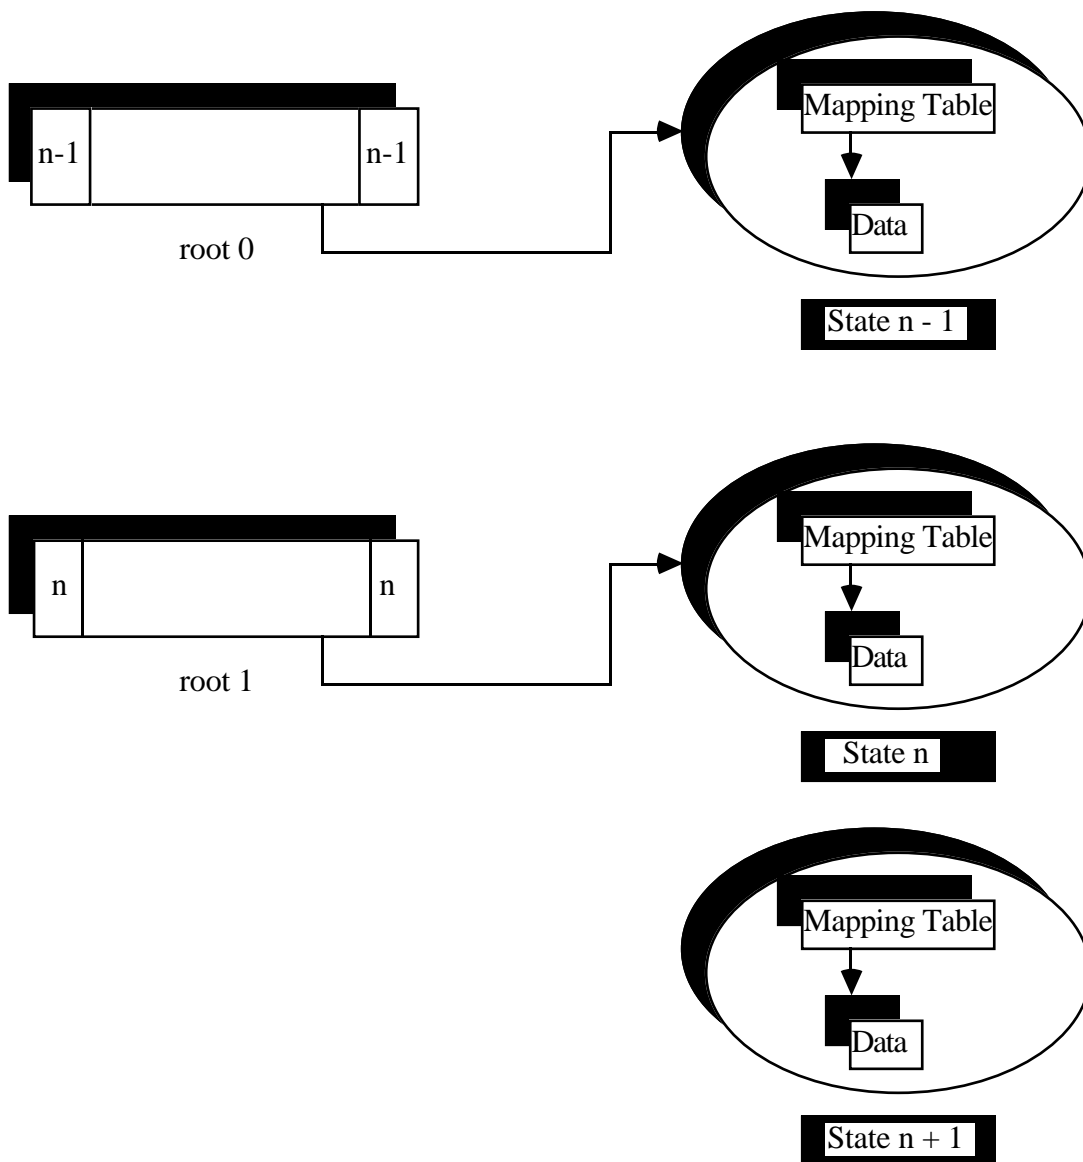 Mapping Table
n-1
n-1
Data
root 0
State n - 1
Mapping Table
n
n
Data
root 1
State n
Mapping Table
Data
State n + 1